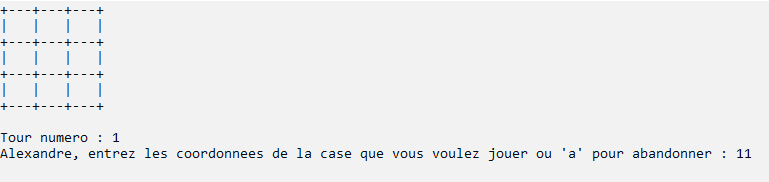 +---+---+---+
|   |   |   |
+---+---+---+
|   |   |   |
+---+---+---+
|   |   |   |
+---+---+---+
Tour numero : 1
Alexandre, entrez les coordonnees de la case que vous voulez jouer ou 'a' pour abandonner : 11